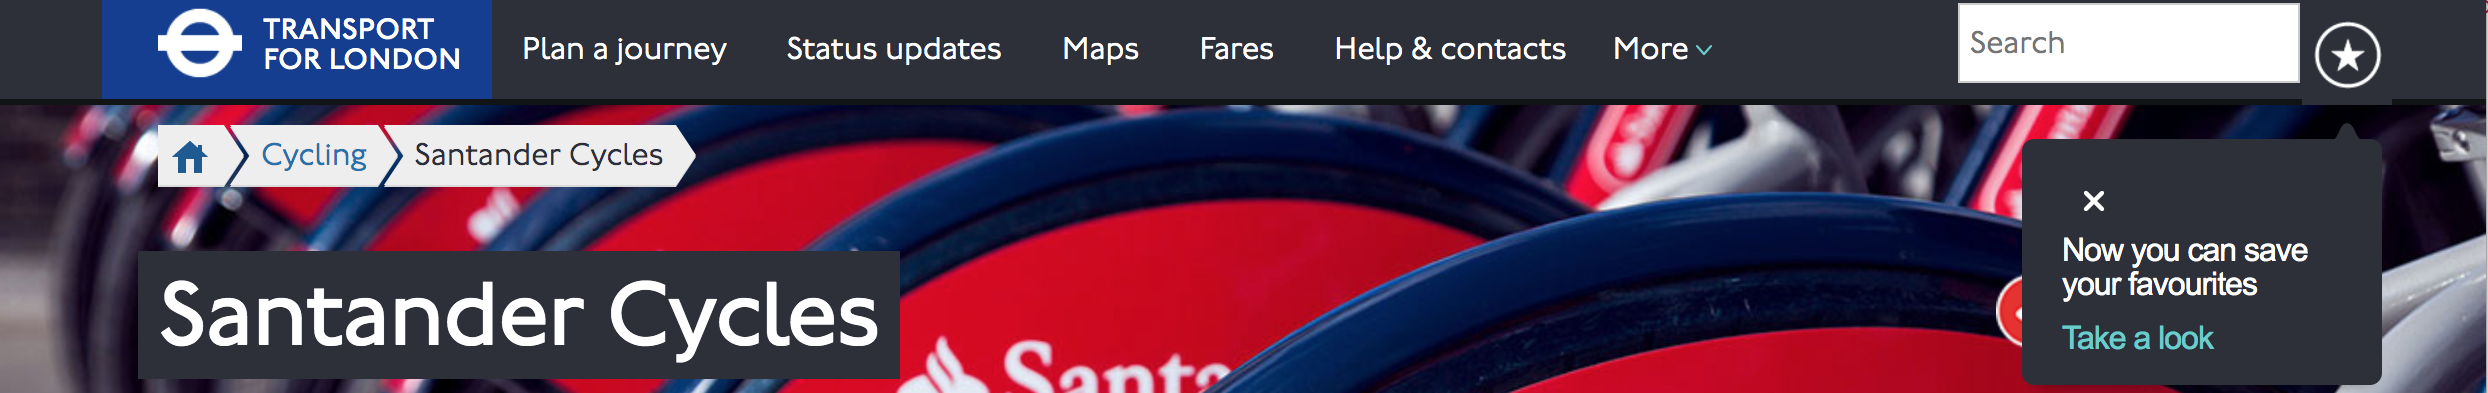 TRANSPORT
FOR LONDON
Plan a journey
Status updates
Maps
Fares
Help & contacts
More
Search
Cycling
Santander Cycles
Santander Cycles
Now you can save
your favourites
Take a look
Santa